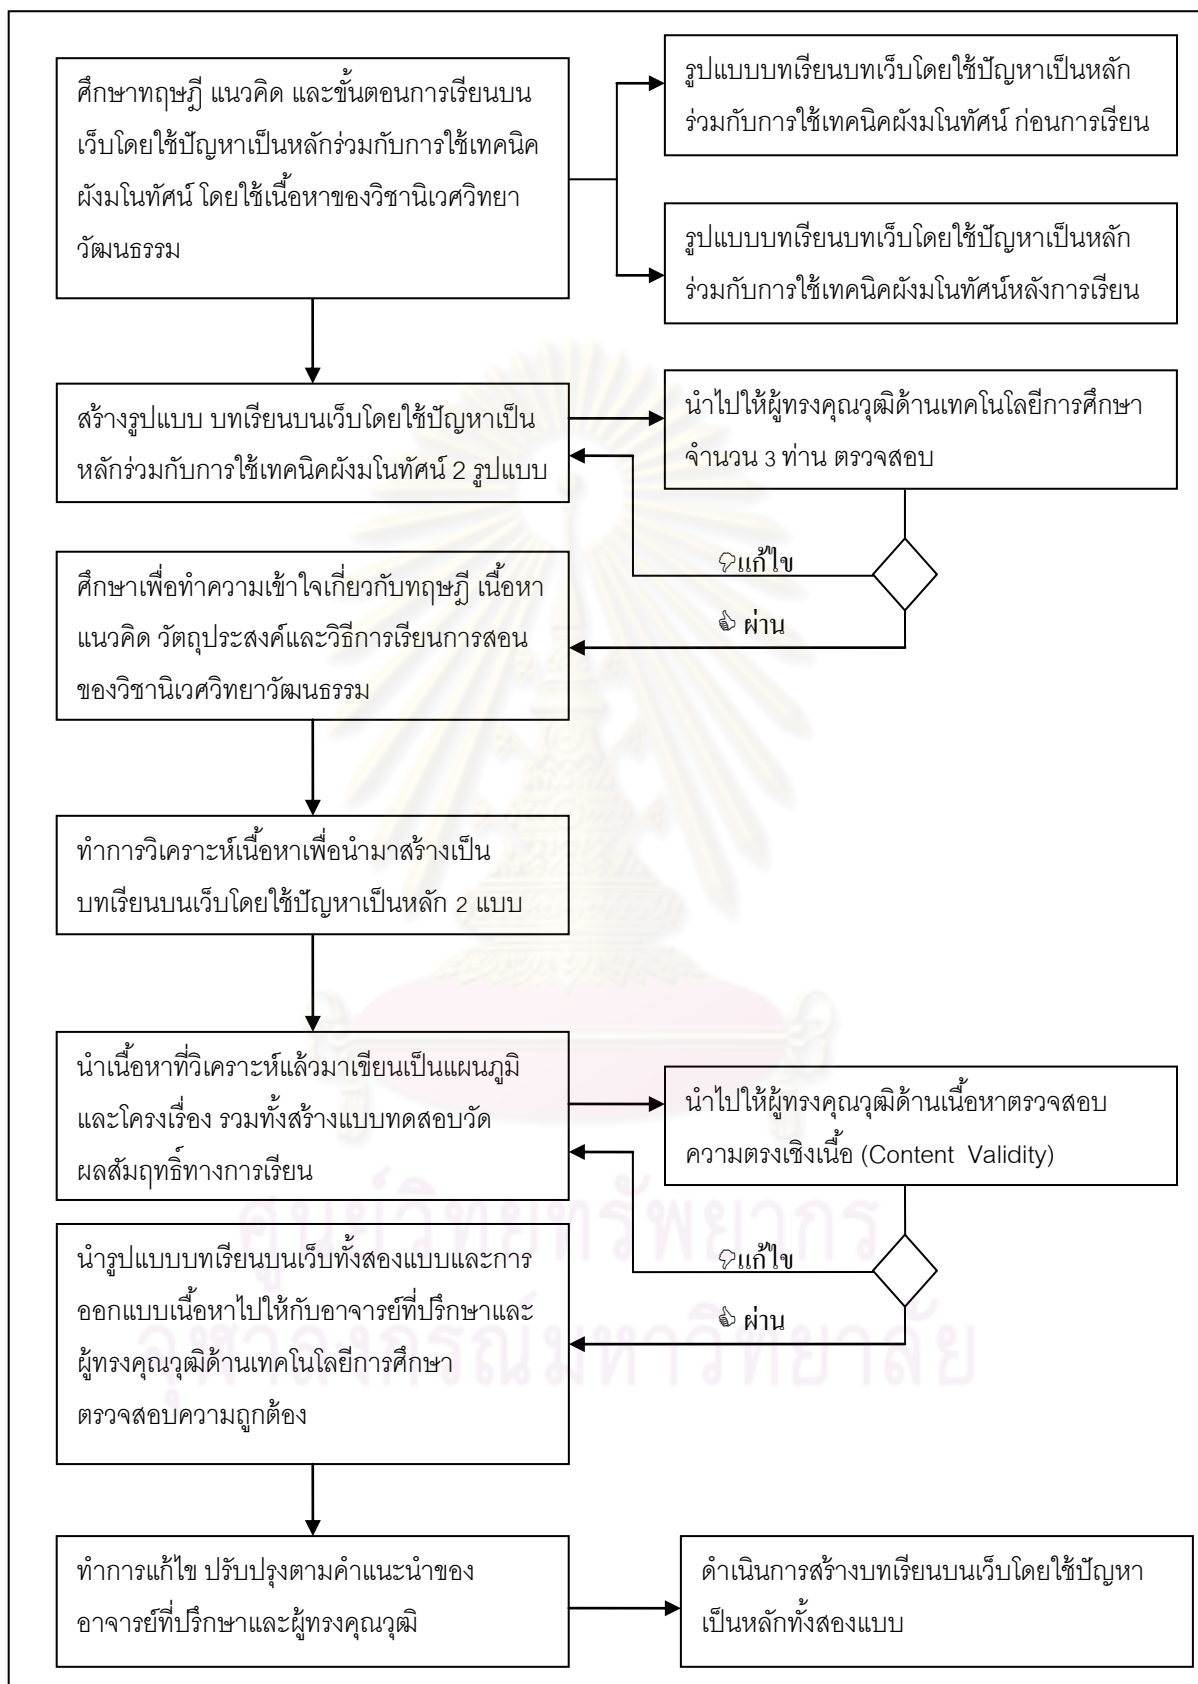 ศึกษาทฤษฎี แนวคิด และขั้นตอนการเรียนบน
เว็บโดยใช้ปัญหาเป็นหลักร่วมกับการใช้เทคนิค
ผังมโนทัศน์ โดยใช้เนื้อหาของวิชานิเวศวิทยา
วัฒนธรรม
รูปแบบบทเรียนบทเว็บโดยใช้ปัญหาเป็นหลัก
ร่วมกับการใช้เทคนิคผังมโนทัศน์ ก่อนการเรียน
รูปแบบบทเรียนบทเว็บโดยใช้ปัญหาเป็นหลัก
ร่วมกับการใช้เทคนิคผังมโนทัศน์หลังการเรียน
สร้างรูปแบบ บทเรียนบนเว็บโดยใช้ปัญหาเป็น
หลักร่วมกับการใช้เทคนิคผังมโนทัศน์ 2 รูปแบบ
นำไปให้ผู้ทรงคุณวุฒิด้านเทคโนโลยีการศึกษา
จำนวน 3 ท่าน ตรวจสอบ
👎แก้ไข
👍 ผ่าน
ศึกษาเพื่อทำความเข้าใจเกี่ยวกับทฤษฎี เนื้อหา
แนวคิด วัตถุประสงค์และวิธีการเรียนการสอน
ของวิชานิเวศวิทยาวัฒนธรรม
ทำการวิเคราะห์เนื้อหาเพื่อนำมาสร้างเป็น
บทเรียนบนเว็บโดยใช้ปัญหาเป็นหลัก 2 แบบ
นำเนื้อหาที่วิเคราะห์แล้วมาเขียนเป็นแผนภูมิ
และโครงเรื่อง รวมทั้งสร้างแบบทดสอบวัด
ผลสัมฤทธิ์ทางการเรียน
นำไปให้ผู้ทรงคุณวุฒิด้านเนื้อหาตรวจสอบ
ความตรงเชิงเนื้อ (Content Validity)
👎แก้ไข
👍 ผ่าน
นำรูปแบบบทเรียนบนเว็บทั้งสองแบบและการ
ออกแบบเนื้อหาไปให้กับอาจารย์ที่ปรึกษาและ
ผู้ทรงคุณวุฒิด้านเทคโนโลยีการศึกษา
ตรวจสอบความถูกต้อง
ศูนย์วิทยทรัพยากร
จุฬาลงกรณ์มหาวิทยาลัย
ทำการแก้ไข ปรับปรุงตามคำแนะนำของ
อาจารย์ที่ปรึกษาและผู้ทรงคุณวุฒิ
ดำเนินการสร้างบทเรียนบนเว็บโดยใช้ปัญหา
เป็นหลักทั้งสองแบบ